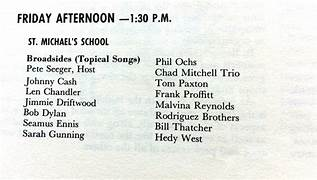 FRIDAY AFTERNOON —1:30 P.M.
ST. MICHAEL'S SCHOOL
Broadsides (Topical Songs)
Pete Seeger, Host
Johnny Cash
Len Chandler
Jimmie Driftwood
Bob Dylan
Seamus Ennis
Sarah Gunning
Phil Ochs
Chad Mitchell Trio
Tom Paxton
Frank Proffitt
Malvina Reynolds
Rodriguez Brothers
Bill Thatcher
Hedy West